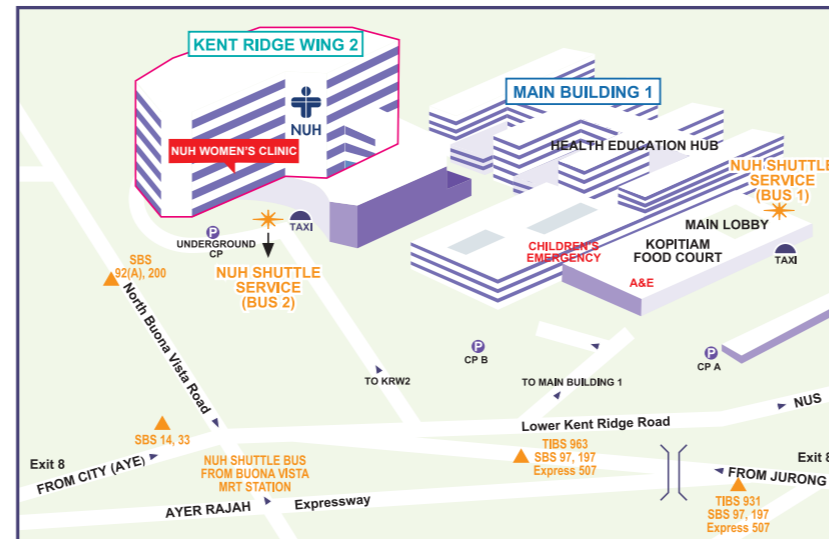 KENT RIDGE WING 2
NUH
NUH WOMEN'S CLINIC
MAIN BUILDING 1
HEALTH EDUCATION HUB
NUH SHUTTLE
SERVICE
(BUS 1)
MAIN LOBBY
KOPITIAM
FOOD COURT
TAXI
CHILDREN'S
EMERGENCY
A&E
P
UNDERGROUND
CP
TAXI
NUH SHUTTLE
SERVICE
(BUS 2)
SBS
92(A), 200
North Buona Vista Road
P
CP B
P
CP A
TO KRW2
TO MAIN BUILDING 1
NUS
Lower Kent Ridge Road
SBS 14, 33
Exit 8
FROM CITY (AYE)
NUH SHUTTLE BUS
FROM BUONA VISTA
MRT STATION
TIBS 963
SBS 97, 197
Express 507
Exit 8
FROM JURONG
AYER RAJAH Expressway
TIBS 931
SBS 97, 197
Express 507